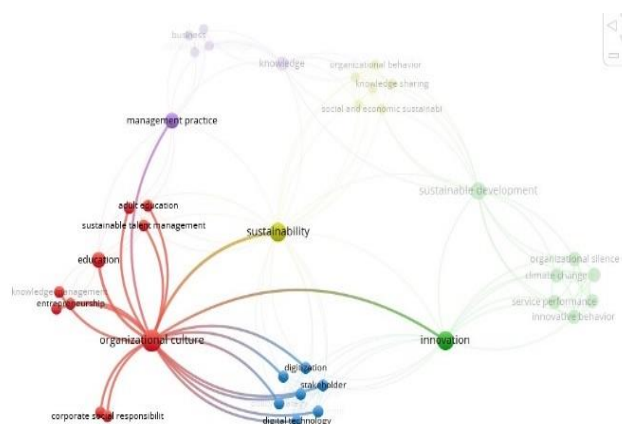 business
knowledge
organizational behavior
knowledge sharing
social and economic sustainabi
management practice
sustainable development
adult education
sustainable talent management
sustainability
education
organizational silence
climate change
knowledge management
entrepreneurship
service performance
innovative behavior
organizational culture
innovation
digitization
stakeholder
corporate social responsibilit
digital technology